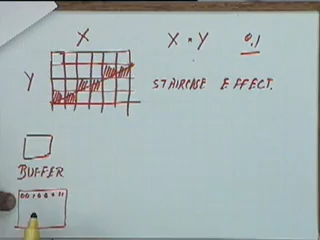 X
X * Y
0.1
Y
STAIRCASE EFFECT.
BUFFER